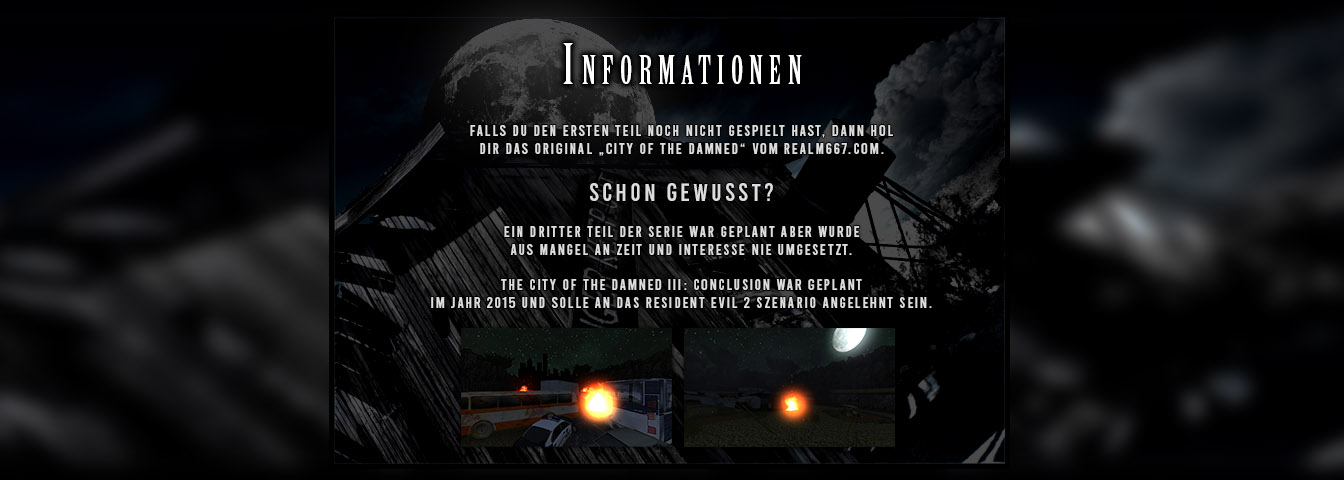 INFORMATIONEN
FALLS DU DEN ERSTEN TEIL NOCH NICHT GESPIELT HAST, DANN HOL
DIR DAS ORIGINAL „CITY OF THE DAMNED“ VOM REALM667.COM.
SCHON GEWUSST?
EIN DRITTER TEIL DER SERIE WAR GEPLANT ABER WURDE
AUS MANGEL AN ZEIT UND INTERESSE NIE UMGESETZT.
THE CITY OF THE DAMNED III: CONCLUSION WAR GEPLANT
IM JAHR 2015 UND SOLLE AN DAS RESIDENT EVIL 2 SZENARIO ANGELEHNT SEIN.